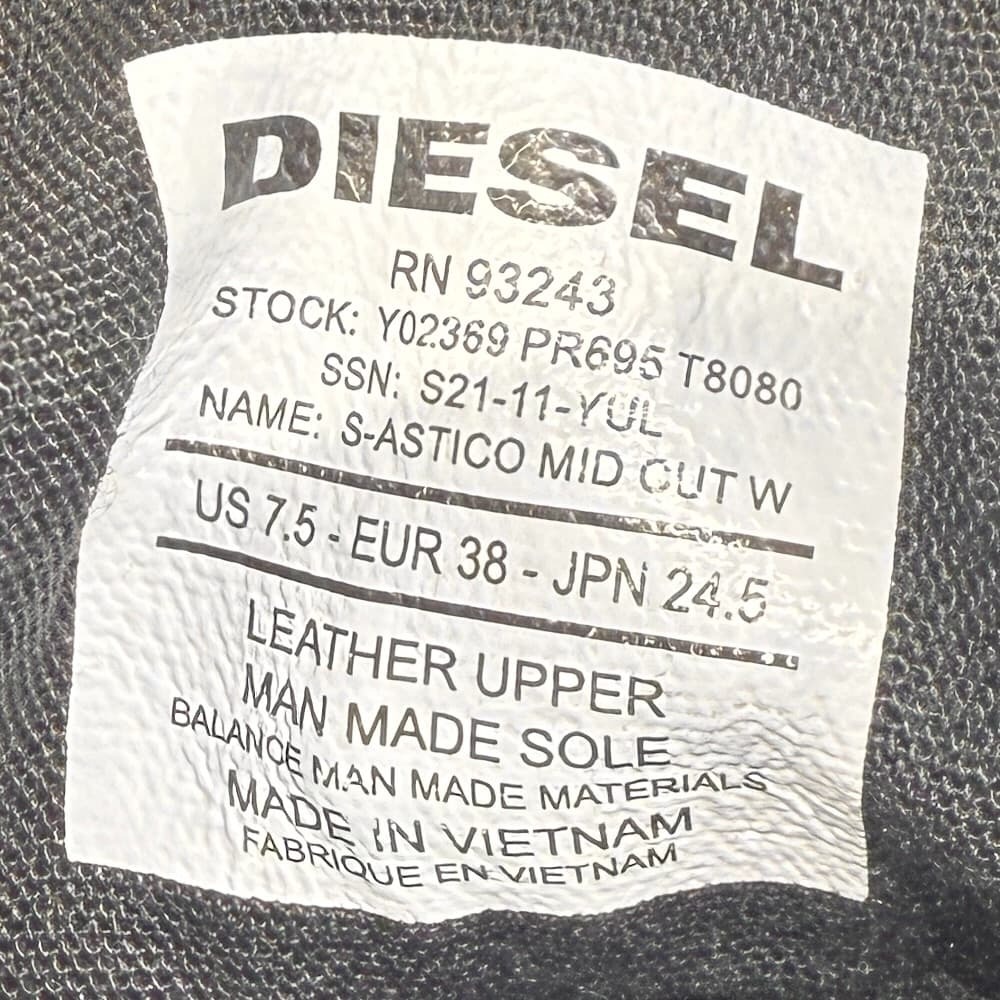 DIESEL
RN 93243
STOCK: Y02369 PR695 T8080
SSN: S21-11-YUL
NAME: S-ASTICO MID CUT W
US 7.5 - EUR 38 - JPN 24.5
LEATHER UPPER
MAN MADE SOLE
BALANCE MAN MADE MATERIALS
MADE IN VIETNAM
FABRIQUE EN VIETNAM